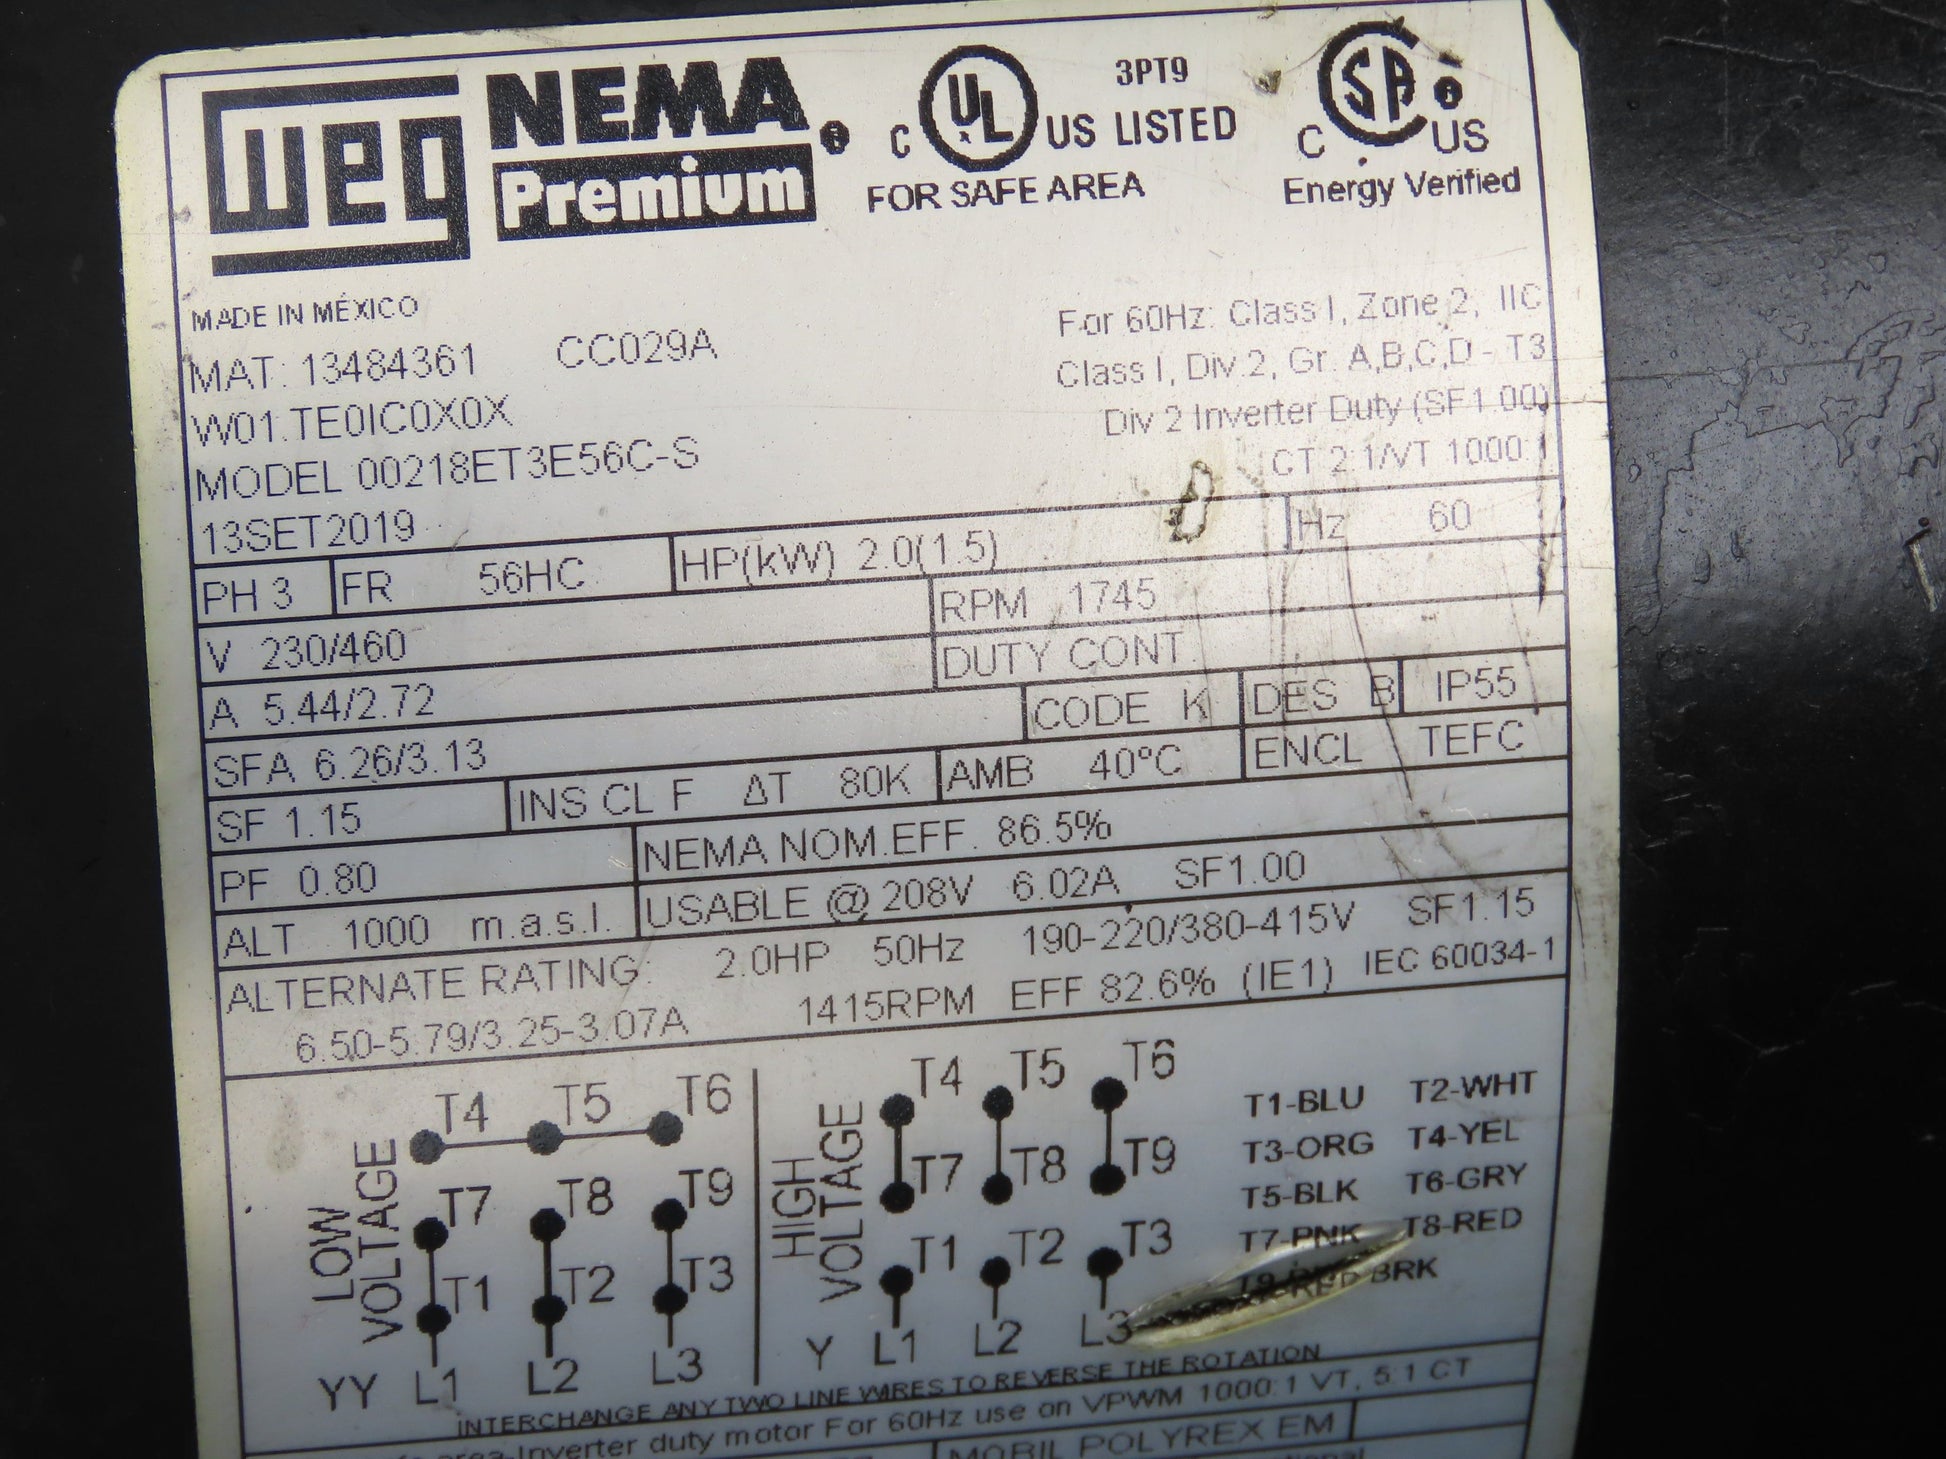 weg NEMA Premium
C UL US LISTED 3PT9
FOR SAFE AREA
C SA US
Energy Verified
MADE IN MÉXICO
MAT: 13484361 CC029A
W01.TE0IC0X0X
MODEL 00218ET3E56C-S
13SET2019
For 60Hz: Class I, Zone 2, IIC
Class I, Div.2, Gr. A,B,C,D - T3
Div 2 Inverter Duty (SF1.00)
CT 2:1/VT 1000:1
PH 3 FR 56HC HP(kW) 2.0(1.5) Hz 60
V 230/460 RPM 1745
A 5.44/2.72 DUTY CONT.
SFA 6.26/3.13 CODE K DES B IP55
SF 1.15 INS CL F ΔT 80K AMB 40°C ENCL TEFC
PF 0.80 NEMA NOM.EFF. 86.5%
ALT 1000 m.a.s.l. USABLE @ 208V 6.02A SF1.00
ALTERNATE RATING: 2.0HP 50Hz 190-220/380-415V SF1.15
6.50-5.79/3.25-3.07A 1415RPM EFF 82.6% (IE1) IEC 60034-1
LOW VOLTAGE
T4 T5 T6
T7 T8 T9
T1 T2 T3
YY L1 L2 L3
HIGH VOLTAGE
T4 T5 T6
T7 T8 T9
T1 T2 T3
Y L1 L2 L3
T1-BLU T2-WHT
T3-ORG T4-YEL
T5-BLK T6-GRY
T7-PNK T8-RED
BRK
INTERCHANGE ANY TWO LINE WIRES TO REVERSE THE ROTATION
area-Inverter duty motor For 60Hz use on VPWM 1000:1 VT, 5:1 CT
MOBIL POLYREX EM